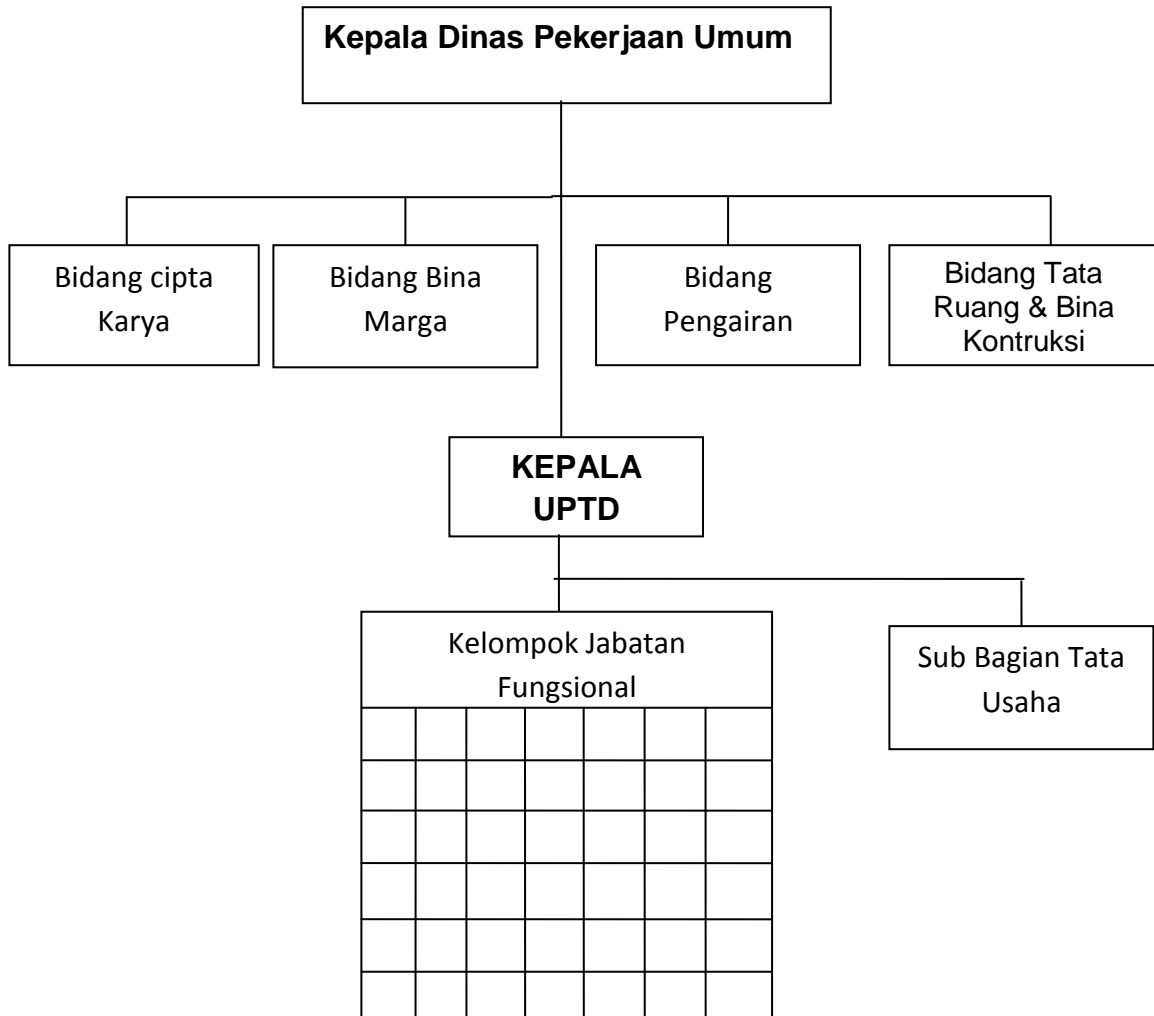 Kepala Dinas Pekerjaan Umum
Bidang cipta
Karya
Bidang Bina
Marga
Bidang
Pengairan
Bidang Tata
Ruang & Bina
Kontruksi
KEPALA
UPTD
Kelompok Jabatan
Fungsional
Sub Bagian Tata
Usaha